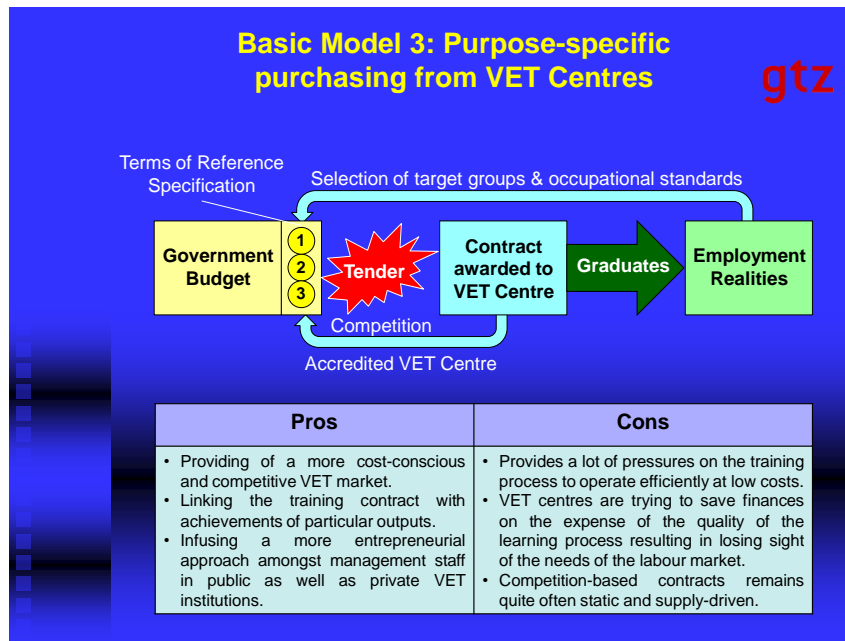 Basic Model 3: Purpose-specific
purchasing from VET Centres
gtz
Terms of Reference
Specification
Selection of target groups & occupational standards
Government
Budget
1
2
3
Tender
Contract
awarded to
VET Centre
Graduates
Employment
Realities
Competition
Accredited VET Centre
Pros
• Providing of a more cost-conscious
and competitive VET market.
• Linking the training contract with
achievements of particular outputs.
• Infusing a more entrepreneurial
approach amongst management staff
in public as well as private VET
institutions.
Cons
• Provides a lot of pressures on the training
process to operate efficiently at low costs.
• VET centres are trying to save finances
on the expense of the quality of the
learning process resulting in losing sight
of the needs of the labour market.
• Competition-based contracts remains
quite often static and supply-driven.